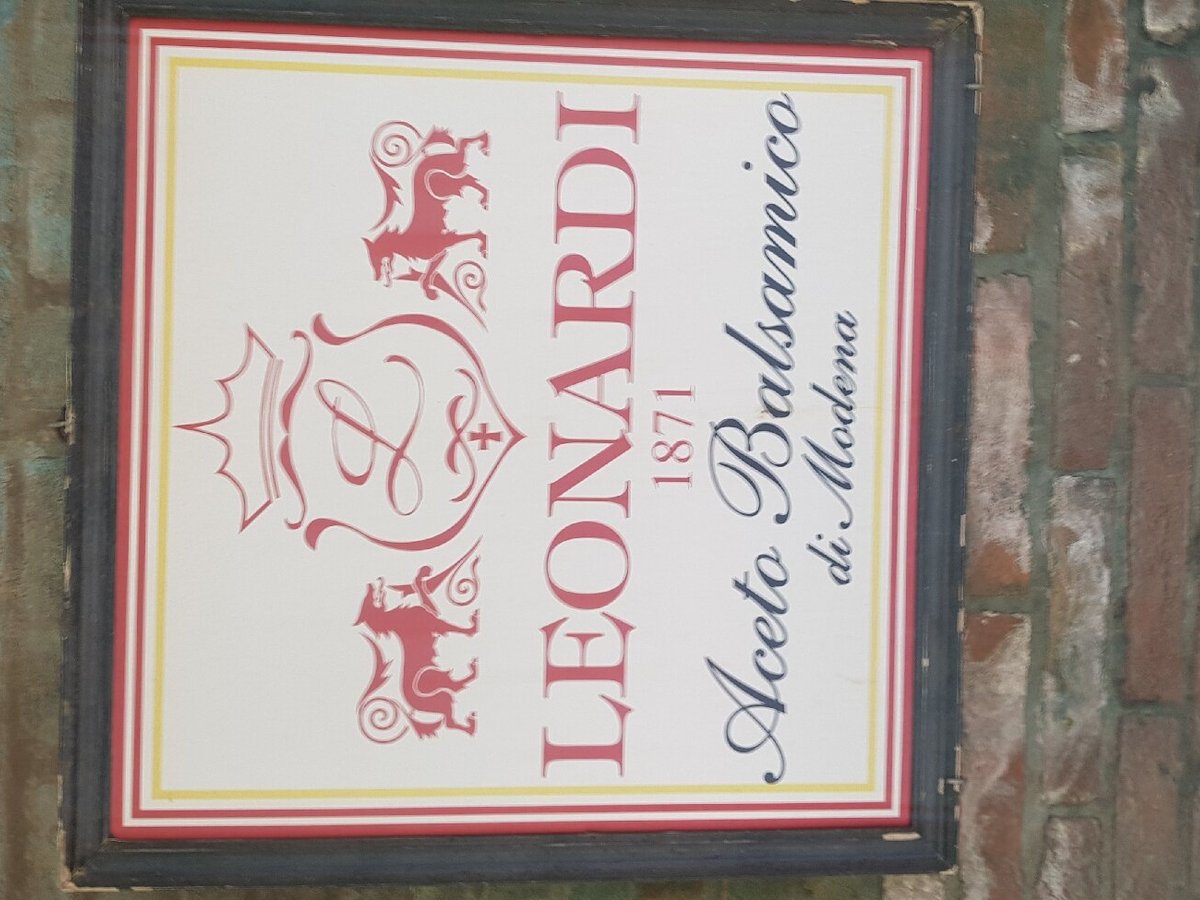 L
LEONARDI
1871
Aceto Balsamico
di Modena